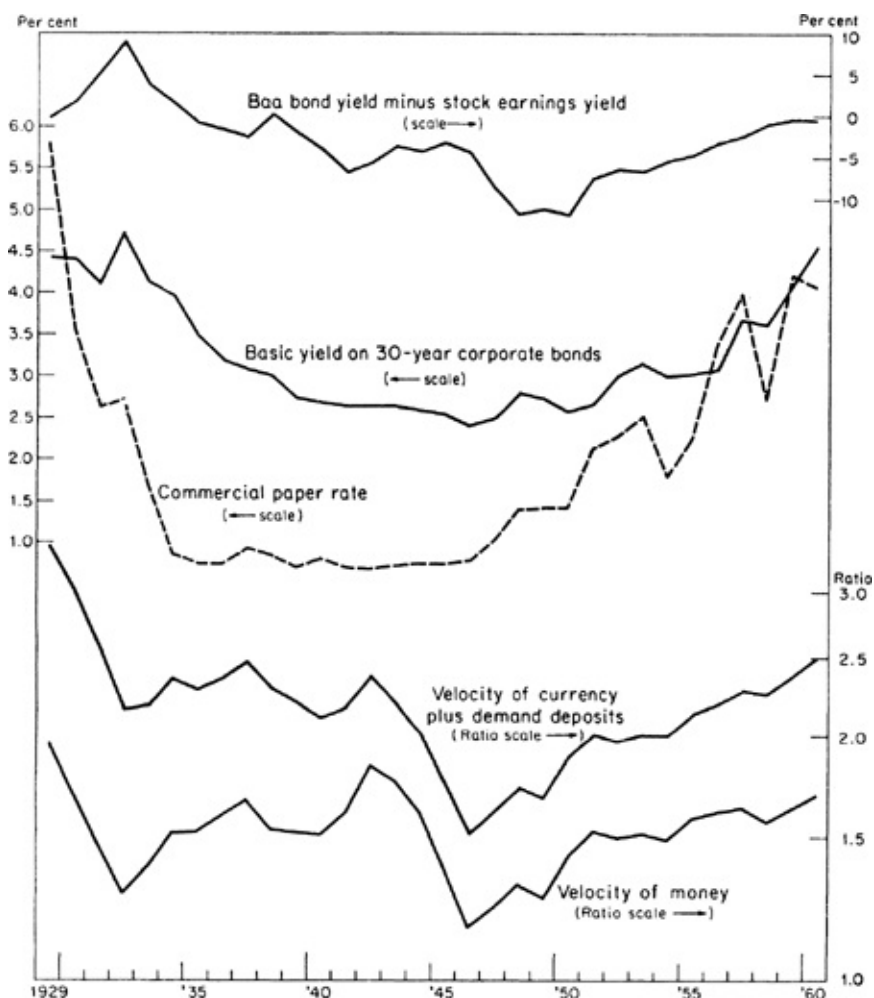 Per cent
Per cent
10
5
0
-5
-10
Baa bond yield minus stock earnings yield
(scale→)
6.0
5.5
5.0
4.5
4.0
3.5
3.0
2.5
2.0
1.5
1.0
Basic yield on 30-year corporate bonds
(← scale)
Commercial paper rate
(← scale)
Ratio
3.0
2.5
2.0
1.5
1.0
Velocity of currency
plus demand deposits
(Ratio scale →)
Velocity of money
(Ratio scale →)
1929
'35
'40
'45
'50
'55
'60